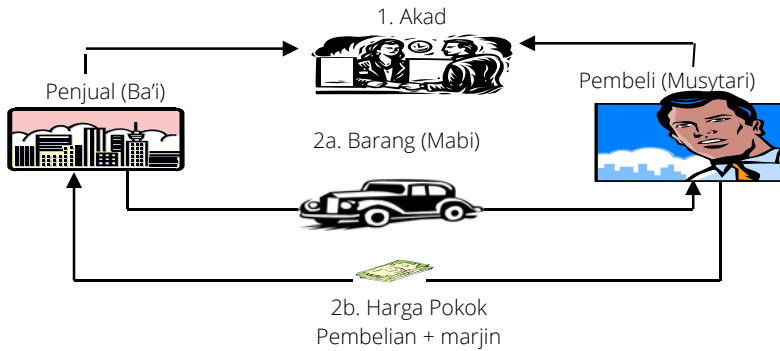 1. Akad
Penjual (Ba’i)
Pembeli (Musytari)
2a. Barang (Mabi)
2b. Harga Pokok
Pembelian + marjin